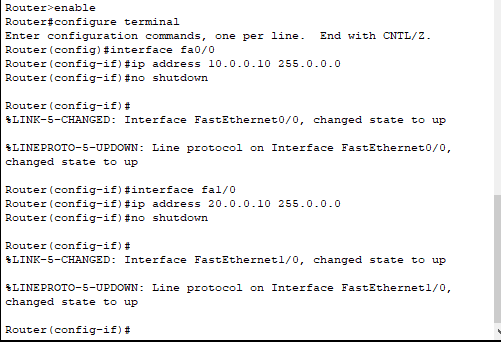 Router>enable
Router#configure terminal
Enter configuration commands, one per line.  End with CNTL/Z.
Router(config)#interface fa0/0
Router(config-if)#ip address 10.0.0.10 255.0.0.0
Router(config-if)#no shutdown
Router(config-if)#
%LINK-5-CHANGED: Interface FastEthernet0/0, changed state to up
%LINEPROTO-5-UPDOWN: Line protocol on Interface FastEthernet0/0,
changed state to up
Router(config-if)#interface fa1/0
Router(config-if)#ip address 20.0.0.10 255.0.0.0
Router(config-if)#no shutdown
Router(config-if)#
%LINK-5-CHANGED: Interface FastEthernet1/0, changed state to up
%LINEPROTO-5-UPDOWN: Line protocol on Interface FastEthernet1/0,
changed state to up
Router(config-if)#